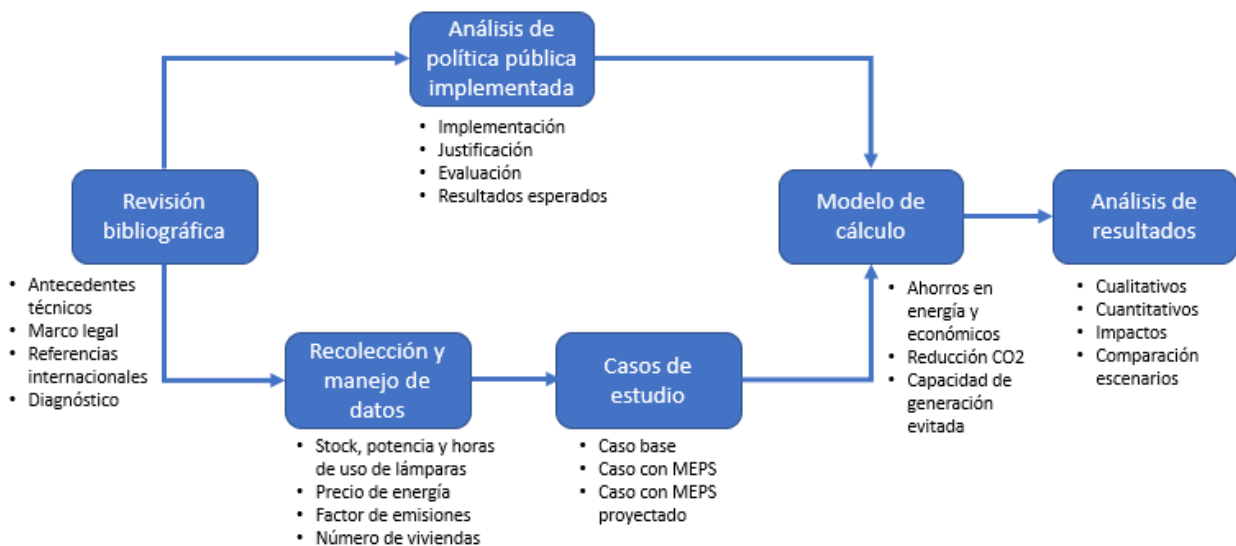 Análisis de
política pública
implementada
• Implementación
• Justificación
• Evaluación
• Resultados esperados
Revisión
bibliográfica
• Antecedentes
técnicos
• Marco legal
• Referencias
internacionales
• Diagnóstico
Recolección y
manejo de
datos
• Stock, potencia y horas
de uso de lámparas
• Precio de energía
• Factor de emisiones
• Número de viviendas
Casos de
estudio
• Caso base
• Caso con MEPS
• Caso con MEPS
proyectado
Modelo de
cálculo
• Ahorros en
energía y
económicos
• Reducción CO2
• Capacidad de
generación
evitada
Análisis de
resultados
• Cualitativos
• Cuantitativos
• Impactos
• Comparación
escenarios